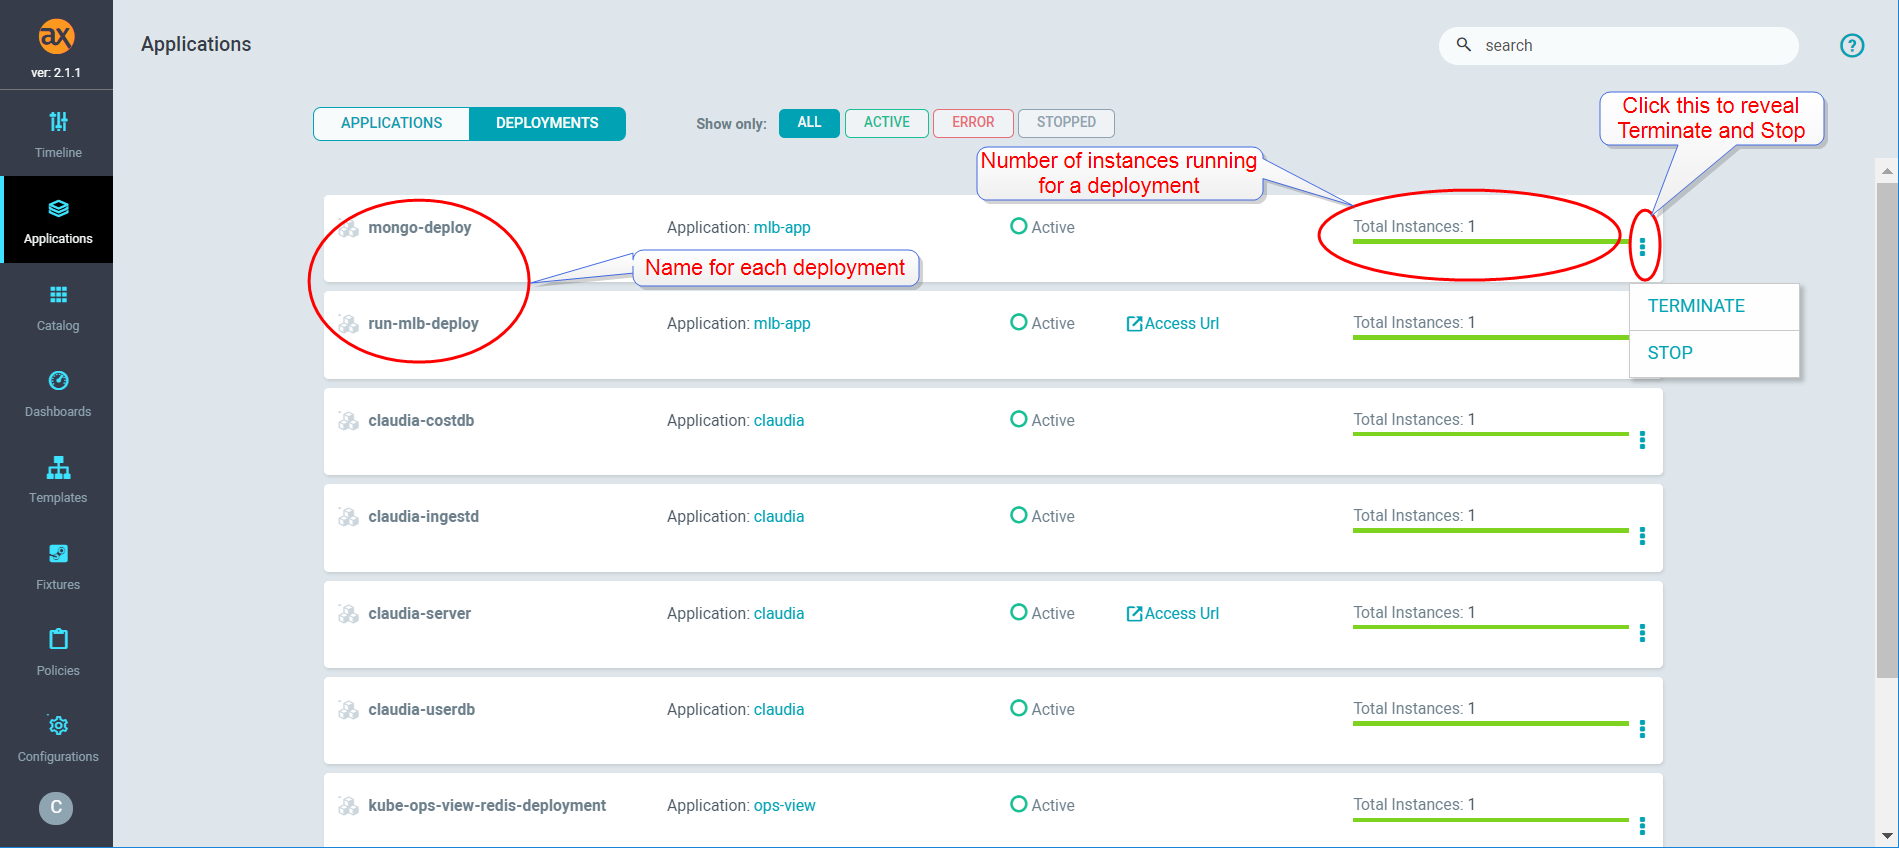 ax
ver: 2.1.1
Timeline
Applications
Catalog
Dashboards
Templates
Fixtures
Policies
Configurations
C
Applications
search
?
APPLICATIONS
DEPLOYMENTS
Show only:
ALL
ACTIVE
ERROR
STOPPED
Click this to reveal
Terminate and Stop
Number of instances running
for a deployment
mongo-deploy
Application: mlb-app
Active
Total Instances: 1
Name for each deployment
TERMINATE
STOP
run-mlb-deploy
Application: mlb-app
Active
Access Url
Total Instances: 1
claudia-costdb
Application: claudia
Active
Total Instances: 1
claudia-ingestd
Application: claudia
Active
Total Instances: 1
claudia-server
Application: claudia
Active
Access Url
Total Instances: 1
claudia-userdb
Application: claudia
Active
Total Instances: 1
kube-ops-view-redis-deployment
Application: ops-view
Active
Total Instances: 1